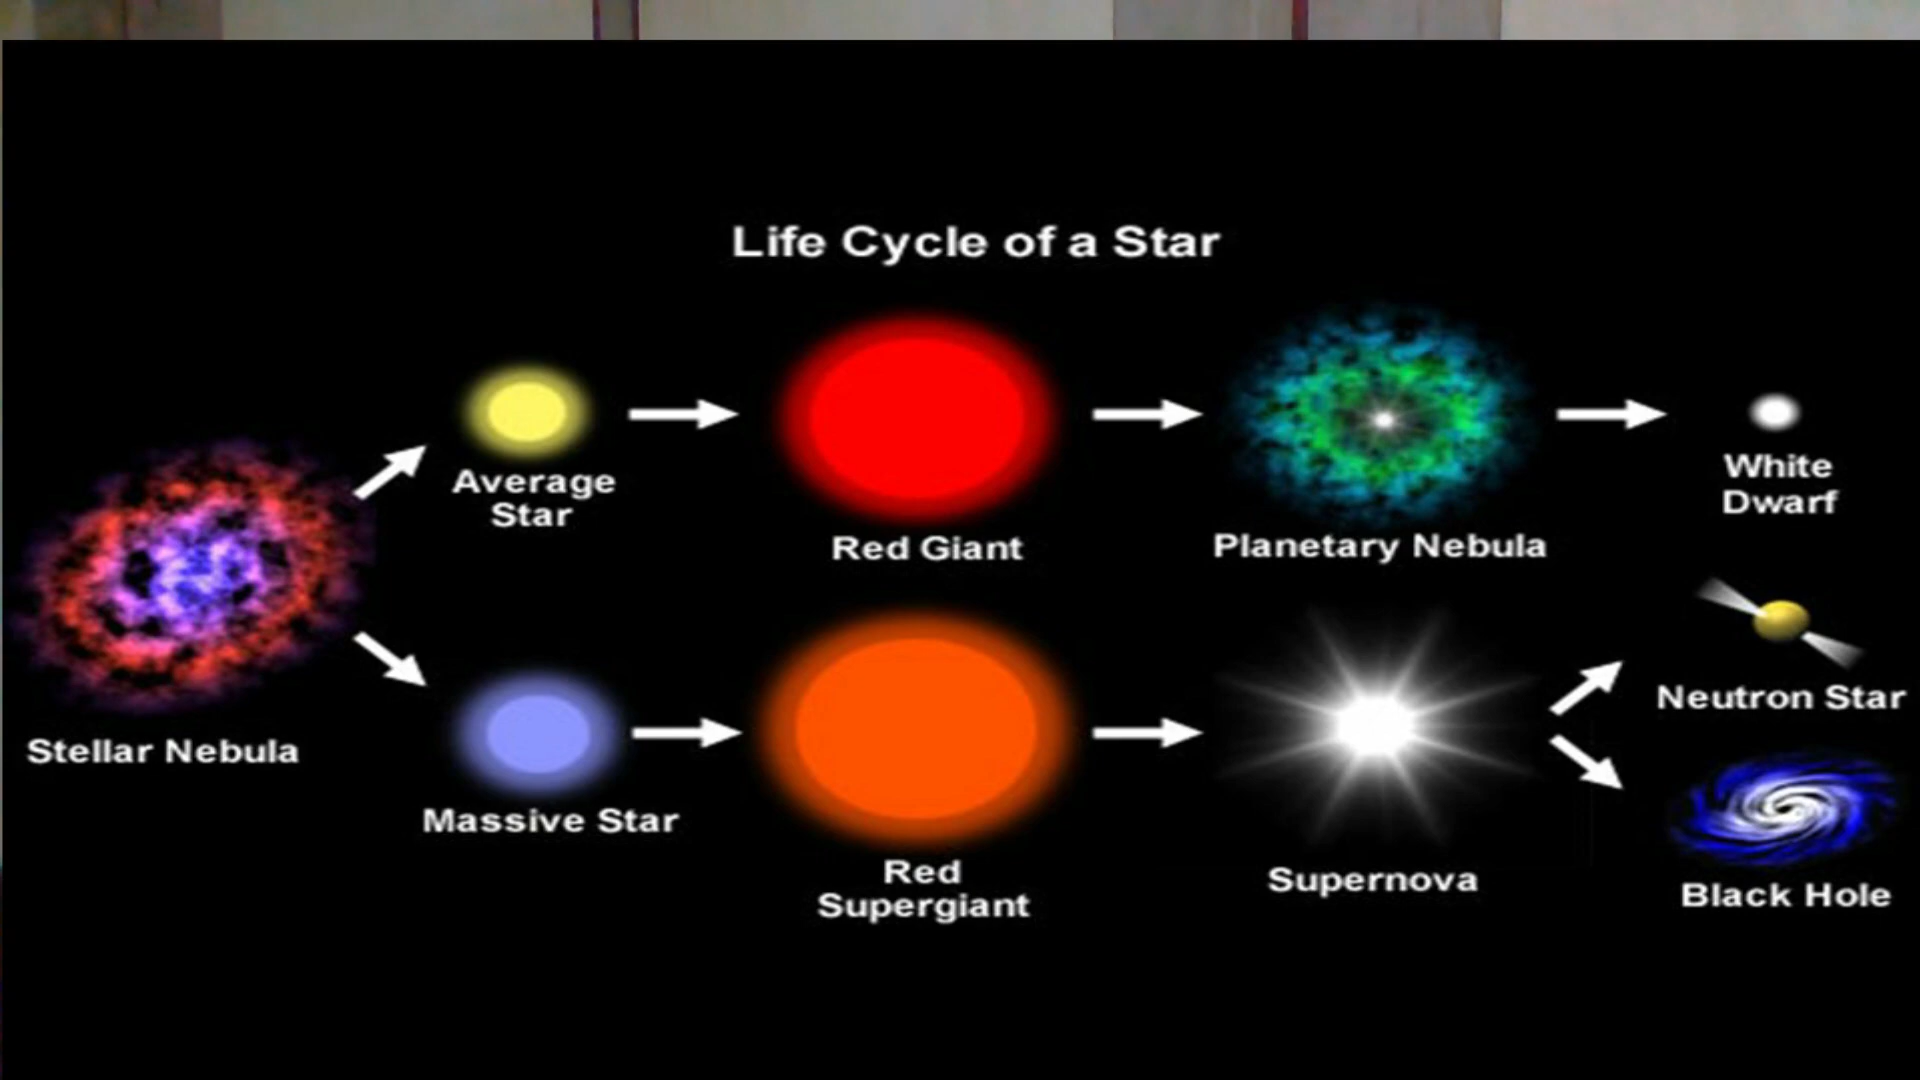 Life Cycle of a Star
Average
Star
Red Giant
Planetary Nebula
White
Dwarf
Stellar Nebula
Massive Star
Red
Supergiant
Supernova
Neutron Star
Black Hole